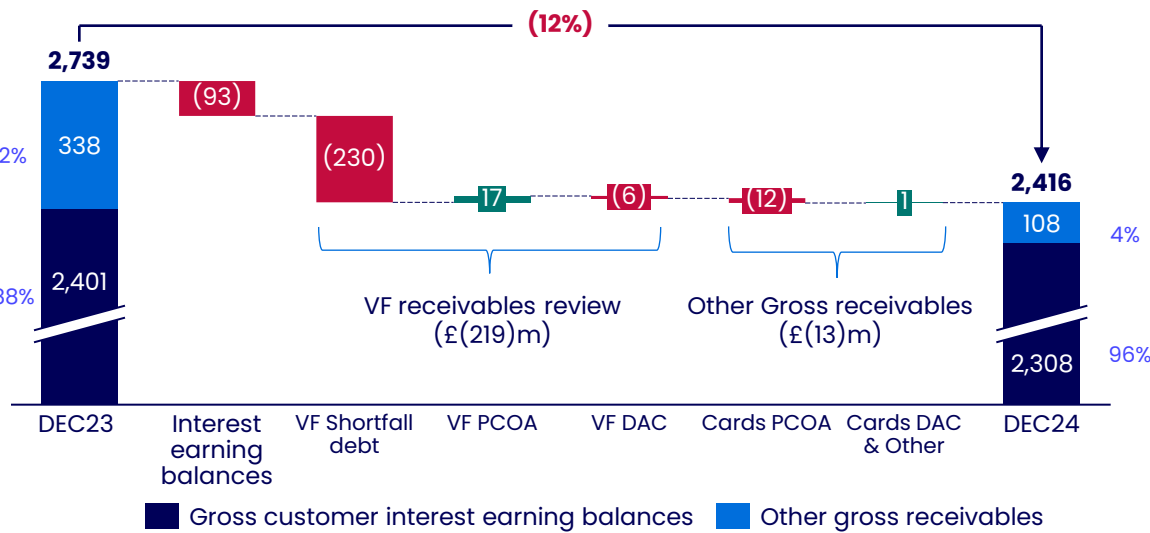 (12%)
2,739
(93)
338
2%
(230)
17
(6)
(12)
1
2,416
108
4%
2,401
38%
VF receivables review
(£(219)m)
Other Gross receivables
(£(13)m)
2,308
96%
DEC23
Interest
earning
balances
VF Shortfall
debt
VF PCOA
VF DAC
Cards PCOA
Cards DAC
& Other
DEC24
Gross customer interest earning balances
Other gross receivables